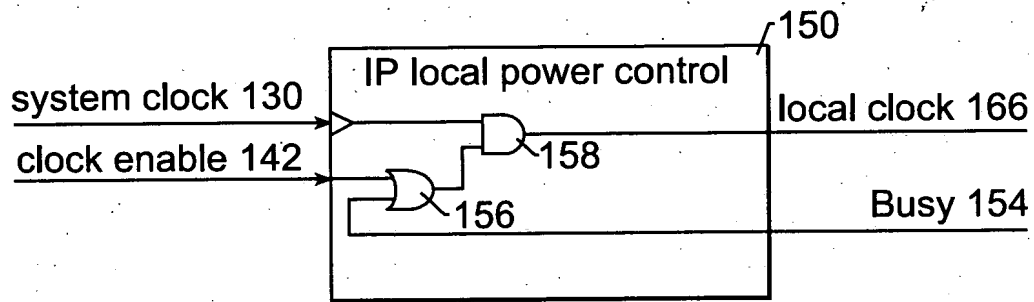 150
IP local power control
system clock 130
local clock 166
158
clock enable 142
156
Busy 154